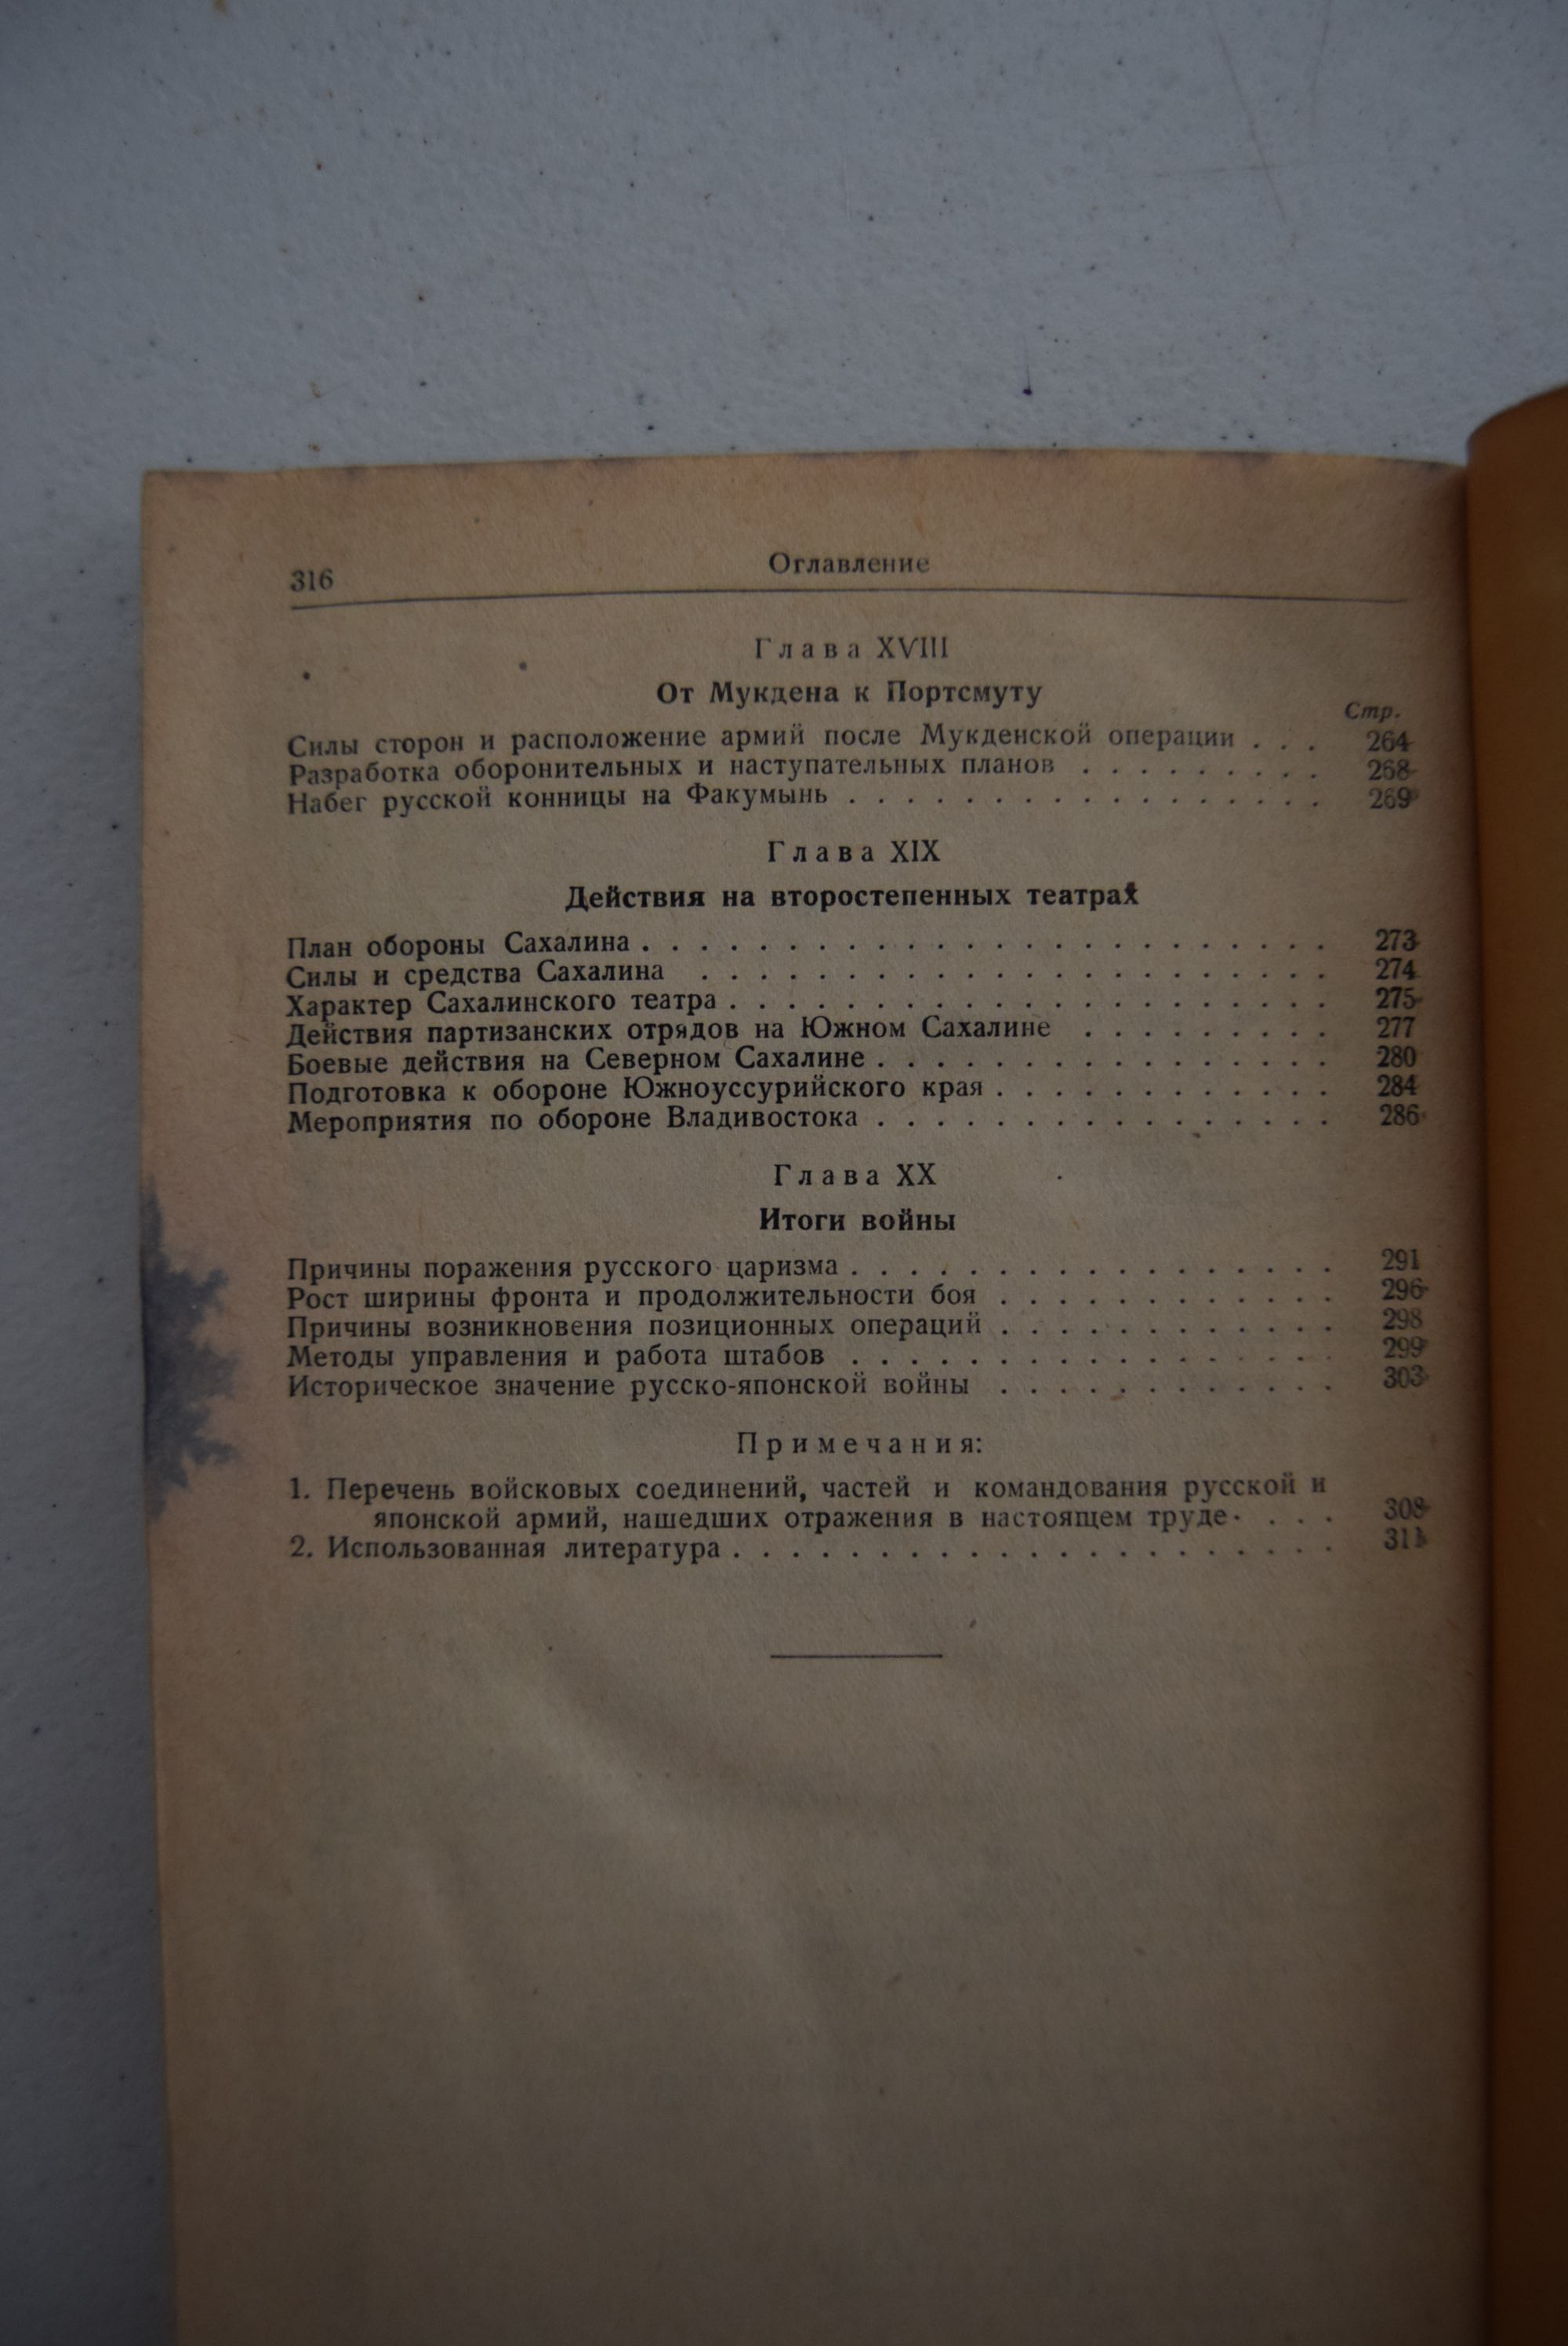 316
Оглавление
Глава XVIII
От Мукдена к Портсмуту
Стр.
Силы сторон и расположение армий после Мукденской операции . . . 264
Разработка оборонительных и наступательных планов . . . . . . . . . 268
Набег русской конницы на Факумынь . . . . . . . . . . . . . . . . . 269
Глава XIX
Действия на второстепенных театрах
План обороны Сахалина . . . . . . . . . . . . . . . . . . . . . . . . 273
Силы и средства Сахалина . . . . . . . . . . . . . . . . . . . . . . 274
Характер Сахалинского театра . . . . . . . . . . . . . . . . . . . . . 275
Действия партизанских отрядов на Южном Сахалине . . . . . . . . . 277
Боевые действия на Северном Сахалине . . . . . . . . . . . . . . . . 280
Подготовка к обороне Южноуссурийского края . . . . . . . . . . . . 284
Мероприятия по обороне Владивостока . . . . . . . . . . . . . . . . 286
Глава XX
Итоги войны
Причины поражения русского царизма . . . . . . . . . . . . . . . . . 291
Рост ширины фронта и продолжительности боя . . . . . . . . . . . . 296
Причины возникновения позиционных операций . . . . . . . . . . . . 298
Методы управления и работа штабов . . . . . . . . . . . . . . . . . 299
Историческое значение русско-японской войны . . . . . . . . . . . . 303
Примечания:
1. Перечень войсковых соединений, частей и командования русской и
японской армий, нашедших отражения в настоящем труде . . . . 308
2. Использованная литература . . . . . . . . . . . . . . . . . . . . . 311